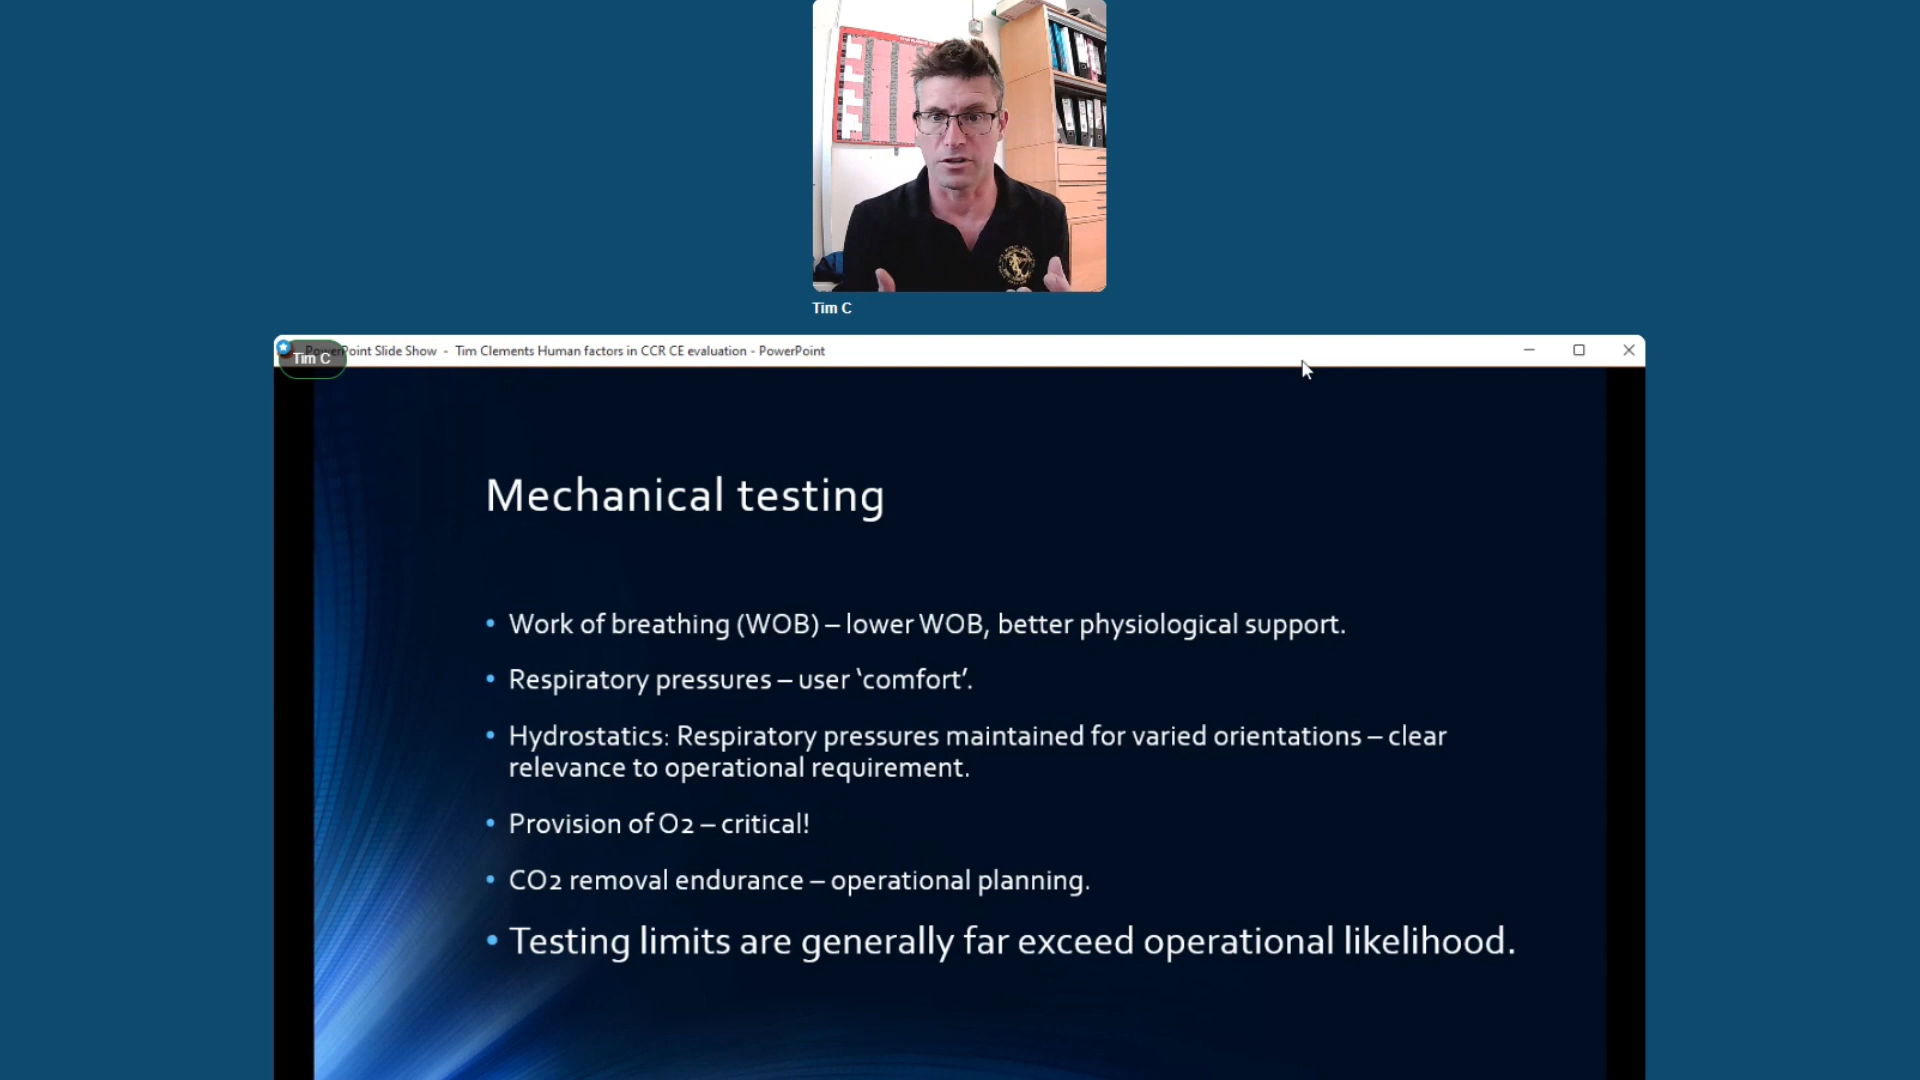 Tim C
PowerPoint Slide Show - Tim Clements Human factors in CCR CE evaluation - PowerPoint
Tim C
Mechanical testing
• Work of breathing (WOB) – lower WOB, better physiological support.
• Respiratory pressures – user ‘comfort’.
• Hydrostatics: Respiratory pressures maintained for varied orientations – clear
relevance to operational requirement.
• Provision of O2 – critical!
• CO2 removal endurance – operational planning.
• Testing limits are generally far exceed operational likelihood.